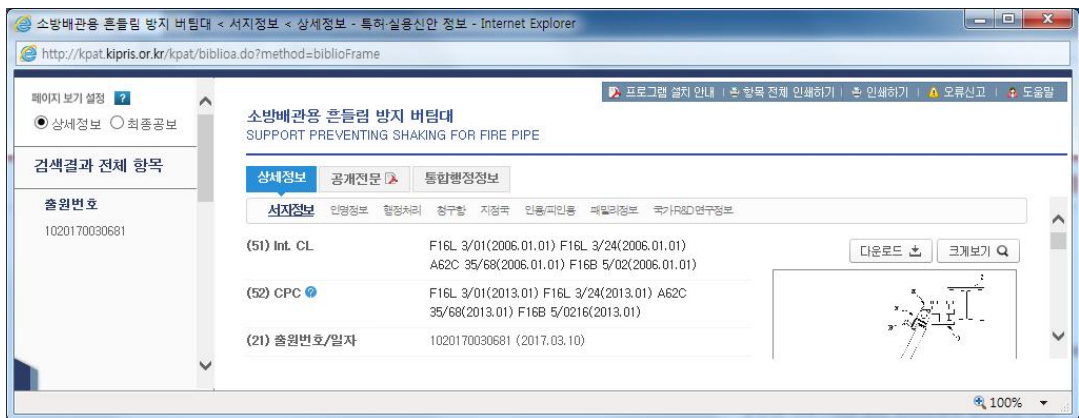 소방배관용 흔들림 방지 버팀대 < 서지정보 < 상세정보 - 특허·실용신안 정보 - Internet Explorer
http://kpat.kipris.or.kr/kpat/biblioa.do?method=biblioFrame
페이지 보기 설정 ?
상세정보 최종공보
검색결과 전체 항목
출원번호
1020170030681
프로그램 설치 안내 | 항목 전체 인쇄하기 | 인쇄하기 | 오류신고 | 도움말
소방배관용 흔들림 방지 버팀대
SUPPORT PREVENTING SHAKING FOR FIRE PIPE
상세정보 공개전문 통합행정정보
서지정보 인명정보 행정처리 청구항 지정국 인용/피인용 패밀리정보 국가R&D연구정보
(51) Int. CL F16L 3/01(2006.01.01) F16L 3/24(2006.01.01)
A62C 35/68(2006.01.01) F16B 5/02(2006.01.01)
다운로드 크게보기
(52) CPC ? F16L 3/01(2013.01) F16L 3/24(2013.01) A62C
35/68(2013.01) F16B 5/0216(2013.01)
(21) 출원번호/일자 1020170030681 (2017.03.10)
100%